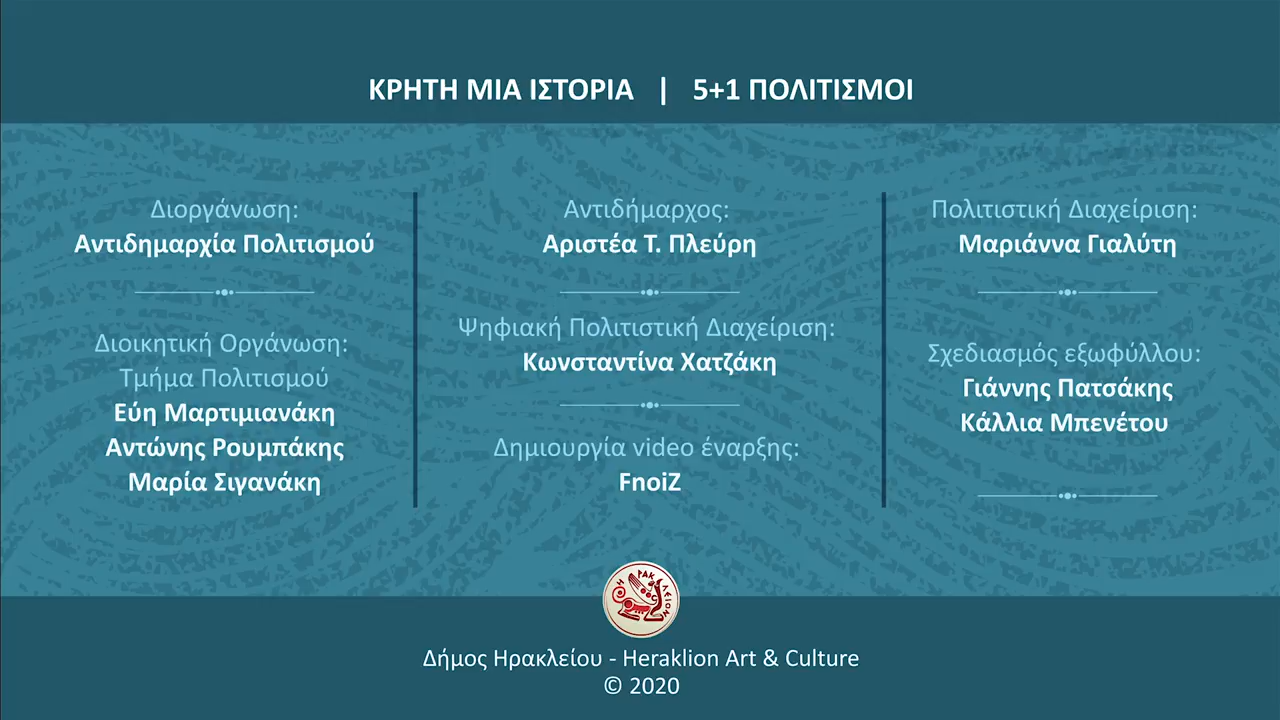 ΚΡΗΤΗ ΜΙΑ ΙΣΤΟΡΙΑ | 5+1 ΠΟΛΙΤΙΣΜΟΙ
Διοργάνωση:
Αντιδημαρχία Πολιτισμού
Διοικητική Οργάνωση:
Τμήμα Πολιτισμού
Εύη Μαρτιμιανάκη
Αντώνης Ρουμπάκης
Μαρία Σιγανάκη
Αντιδήμαρχος:
Αριστέα Τ. Πλεύρη
Ψηφιακή Πολιτιστική Διαχείριση:
Κωνσταντίνα Χατζάκη
Δημιουργία video έναρξης:
FnoiZ
Πολιτιστική Διαχείριση:
Μαριάννα Γιαλύτη
Σχεδιασμός εξωφύλλου:
Γιάννης Πατσάκης
Κάλλια Μπενέτου
ΗΡΑΚΛΕΙΟΝ
Δήμος Ηρακλείου - Heraklion Art & Culture
© 2020